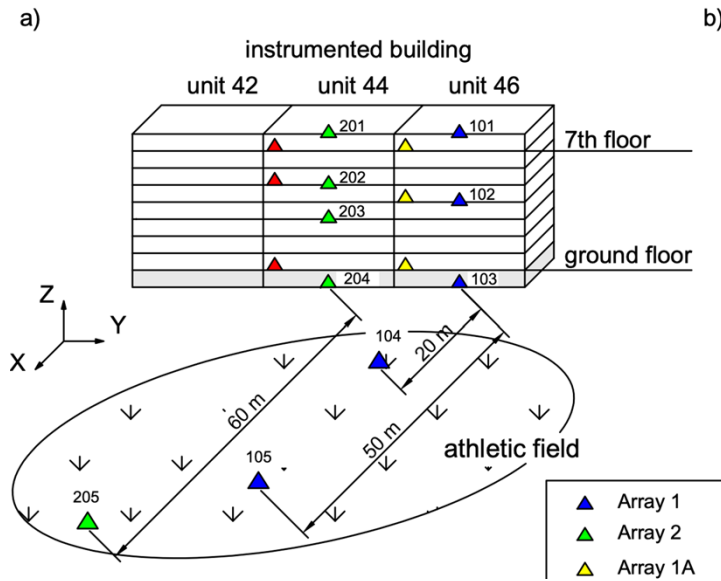 a)
b)
instrumented building
unit 42 unit 44 unit 46
201 101
7th floor
202 102
203
ground floor
204 103
Z
Y
X
104
20 m
60 m
50 m
105
athletic field
205
Array 1
Array 2
Array 1A